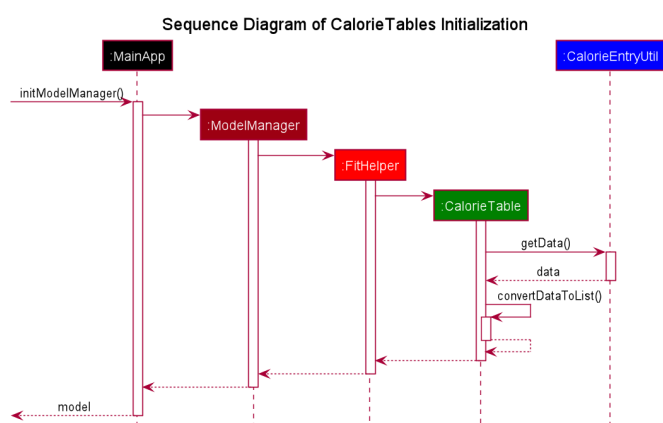 Sequence Diagram of CalorieTables Initialization
:MainApp
:CalorieEntryUtil
initModelManager()
:ModelManager
:FitHelper
:CalorieTable
getData()
data
convertDataToList()
model